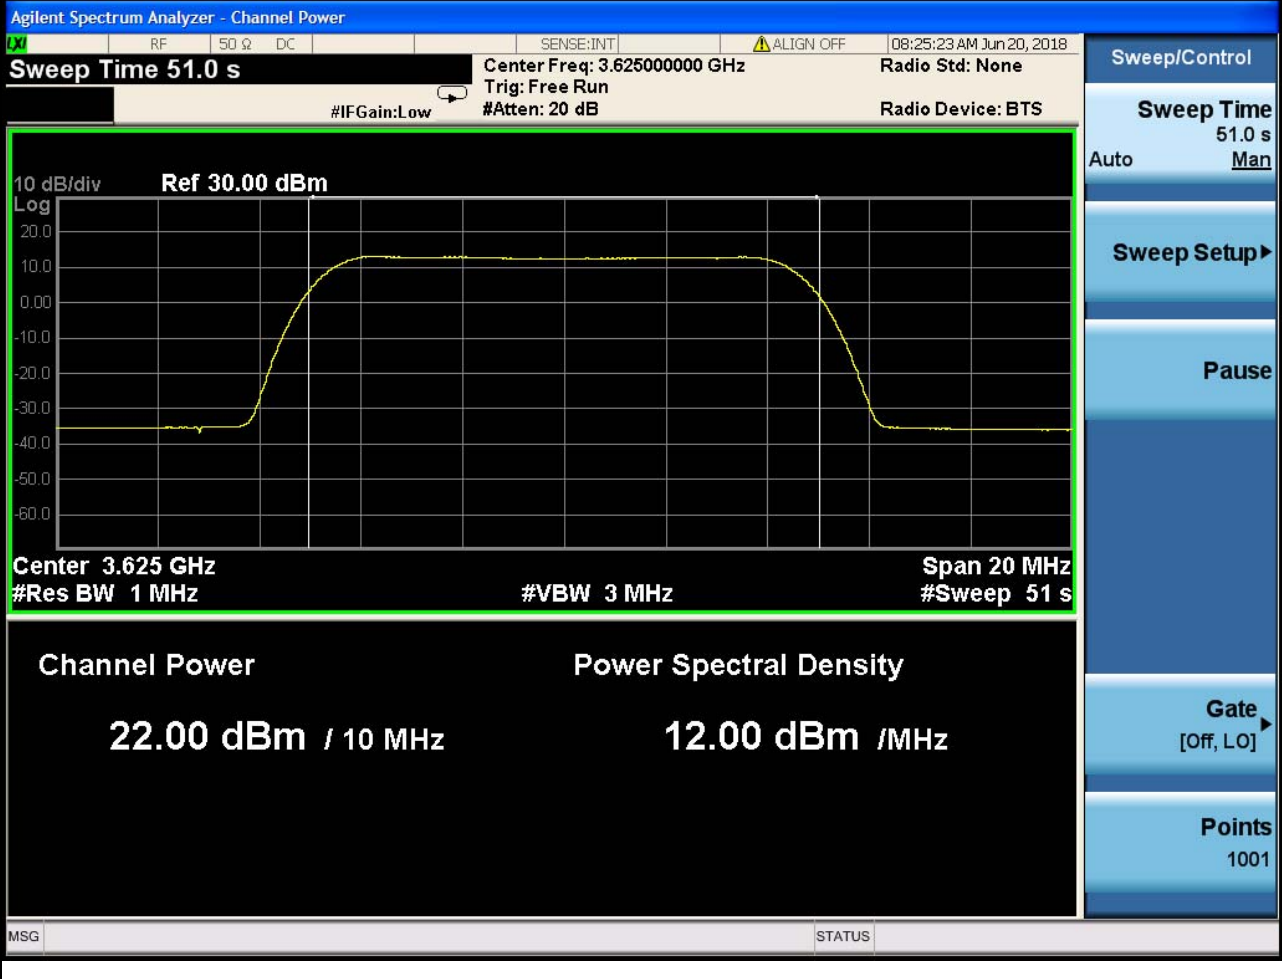 Agilent Spectrum Analyzer - Channel Power
LXI RF 50 Ω DC SENSE:INT ALIGN OFF 08:25:23 AM Jun 20, 2018
Sweep Time 51.0 s
Center Freq: 3.625000000 GHz
Radio Std: None
Trig: Free Run
#IFGain:Low
#Atten: 20 dB
Radio Device: BTS
10 dB/div Ref 30.00 dBm
Log
20.0
10.0
0.00
-10.0
-20.0
-30.0
-40.0
-50.0
-60.0
Center 3.625 GHz Span 20 MHz
#Res BW 1 MHz #VBW 3 MHz #Sweep 51 s
Channel Power Power Spectral Density
22.00 dBm / 10 MHz 12.00 dBm /MHz
MSG STATUS
Sweep/Control
Sweep Time
51.0 s
Auto Man
Sweep Setup
Pause
Gate
[Off, LO]
Points
1001